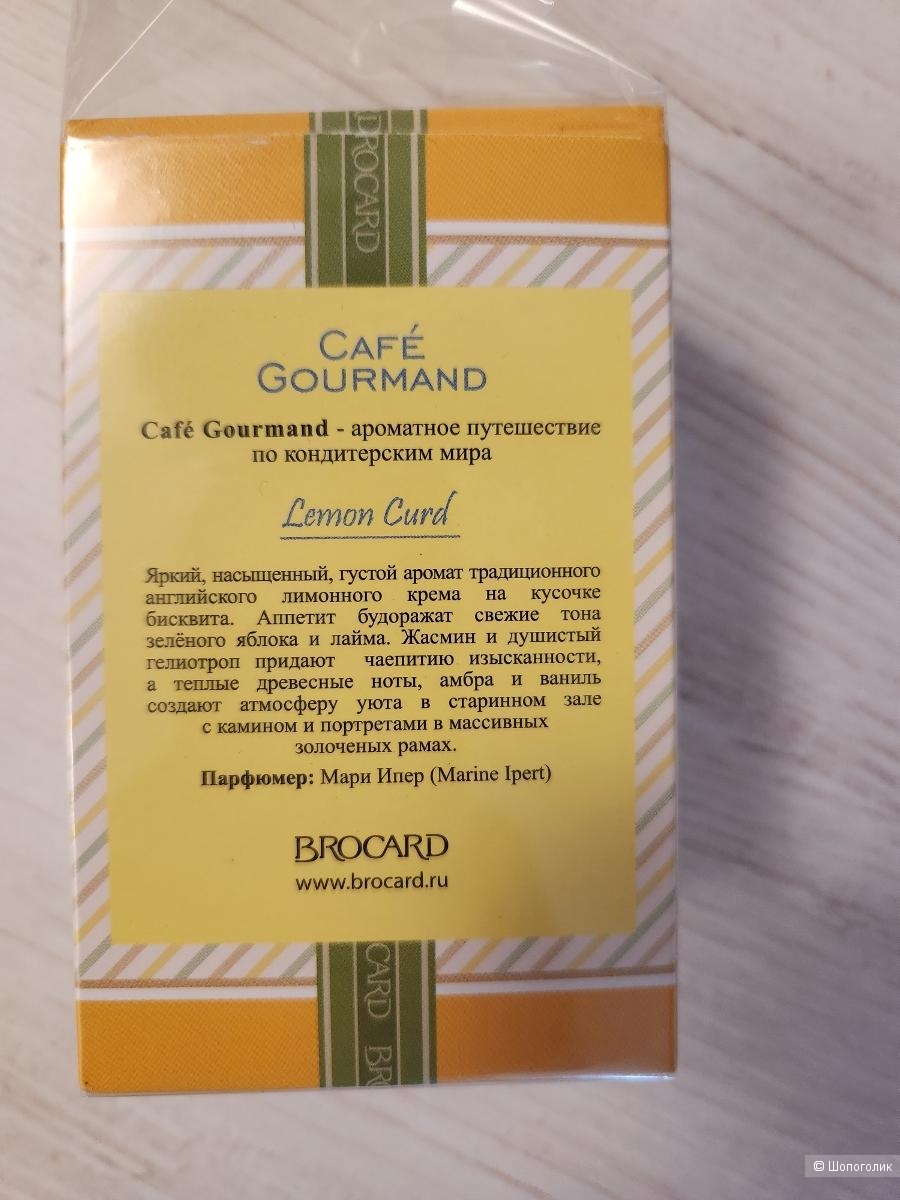 BROCARD
CAFÉ
GOURMAND
Café Gourmand - ароматное путешествие
по кондитерским мира
Lemon Curd
Яркий, насыщенный, густой аромат традиционного
английского лимонного крема на кусочке
бисквита. Аппетит будоражат свежие тона
зелёного яблока и лайма. Жасмин и душистый
гелиотроп придают чаепитию изысканности,
а теплые древесные ноты, амбра и ваниль
создают атмосферу уюта в старинном зале
с камином и портретами в массивных
золоченых рамах.
Парфюмер: Мари Ипер (Marine Ipert)
BROCARD
www.brocard.ru
CARD BRO
© Шопоголик